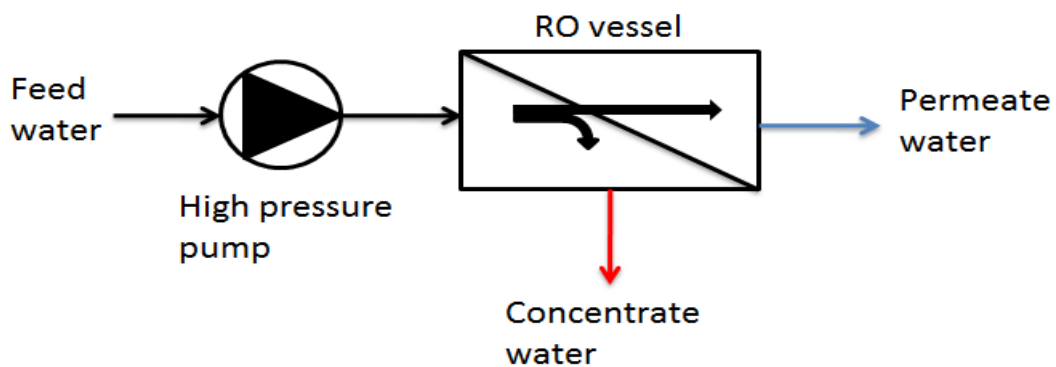 RO vessel
Feed
water
High pressure
pump
Permeate
water
Concentrate
water